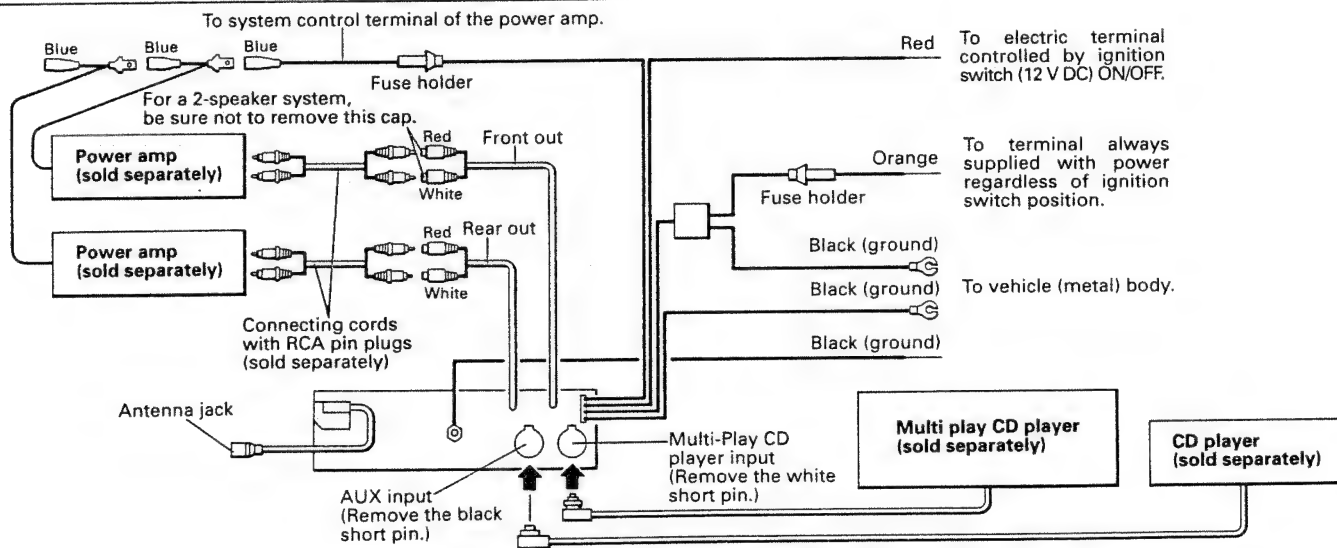 To system control terminal of the power amp.
Blue
Blue
Blue
Fuse holder
Red
To electric terminal
controlled by ignition
switch (12 V DC) ON/OFF.
For a 2-speaker system,
be sure not to remove this cap.
Power amp
(sold separately)
Red
White
Front out
Orange
Fuse holder
To terminal always
supplied with power
regardless of ignition
switch position.
Power amp
(sold separately)
Red
White
Rear out
Black (ground)
Black (ground)
To vehicle (metal) body.
Black (ground)
Connecting cords
with RCA pin plugs
(sold separately)
Antenna jack
Multi-Play CD
player input
(Remove the white
short pin.)
AUX input
(Remove the black
short pin.)
Multi play CD player
(sold separately)
CD player
(sold separately)